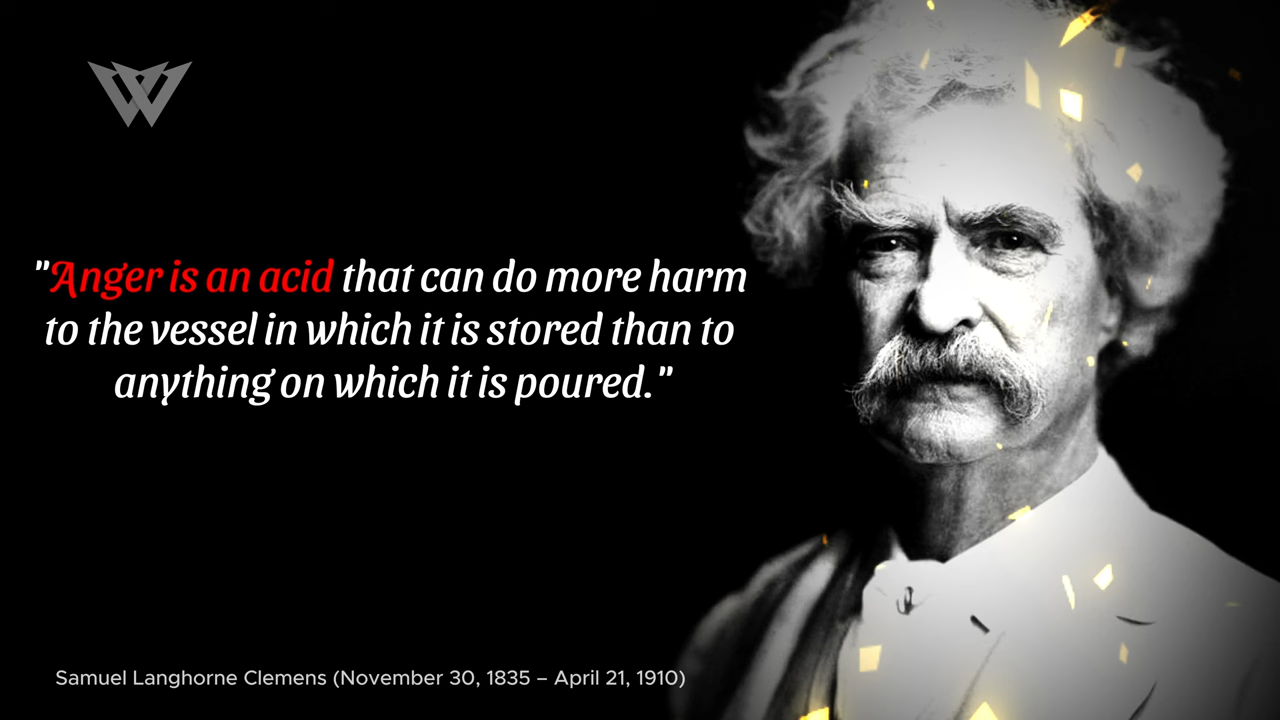 "Anger is an acid that can do more harm
to the vessel in which it is stored than to
anything on which it is poured."
Samuel Langhorne Clemens (November 30, 1835 – April 21, 1910)